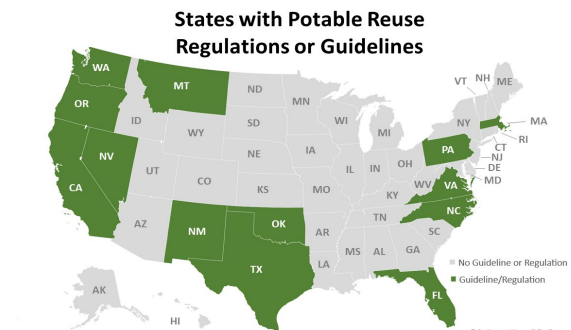 States with Potable Reuse
Regulations or Guidelines
WA
MT
ND
MN
VT
NH
ME
OR
ID
SD
WI
MI
NY
MA
WY
RI
CT
NV
NE
IA
PA
NJ
UT
IL
IN
OH
DE
CA
CO
KS
MO
WV
VA
MD
KY
NC
AZ
NM
OK
AR
TN
SC
TX
LA
MS
AL
GA
No Guideline or Regulation
Guideline/Regulation
AK
FL
HI